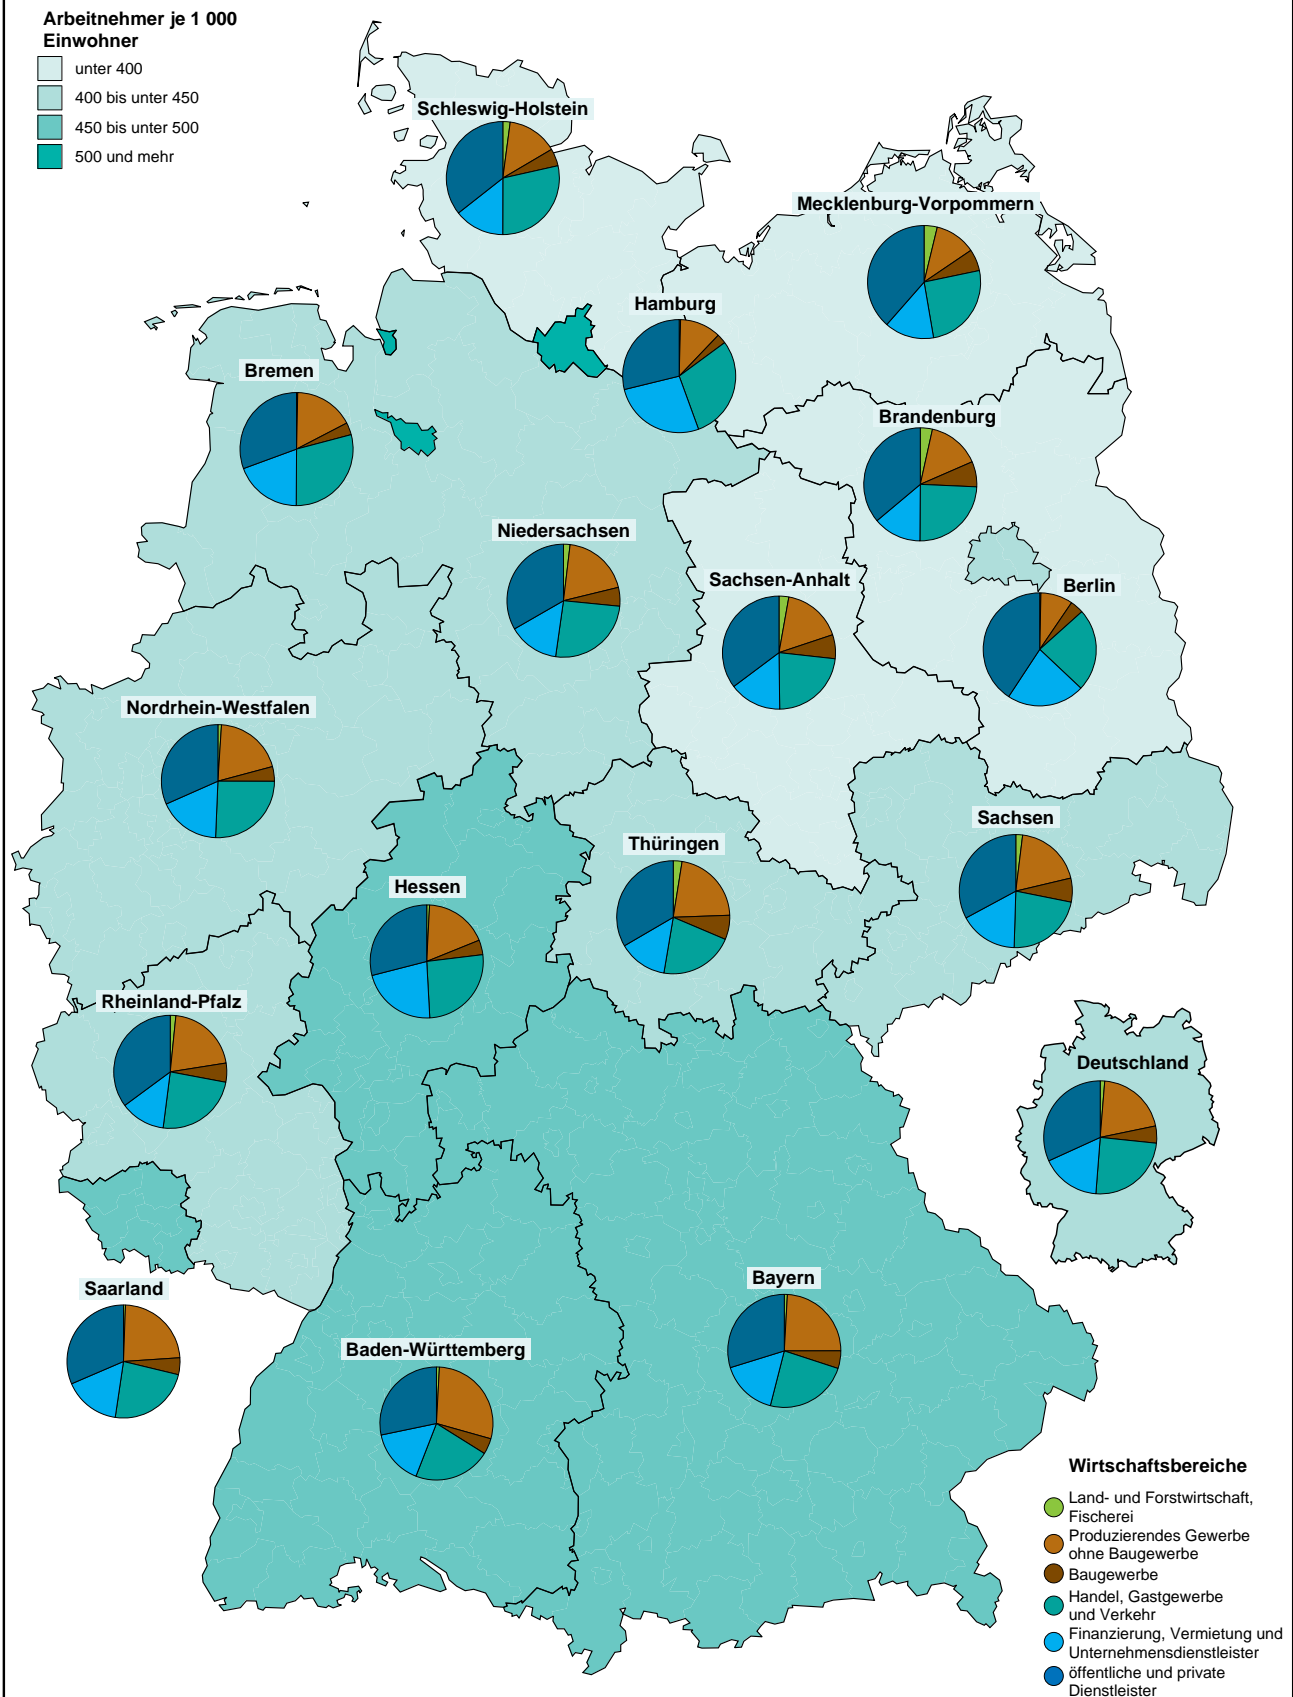 Arbeitnehmer je 1 000
Einwohner
unter 400
400 bis unter 450
450 bis unter 500
500 und mehr
Schleswig-Holstein
Mecklenburg-Vorpommern
Hamburg
Bremen
Brandenburg
Niedersachsen
Sachsen-Anhalt
Berlin
Nordrhein-Westfalen
Sachsen
Thüringen
Hessen
Rheinland-Pfalz
Deutschland
Saarland
Bayern
Baden-Württemberg
Wirtschaftsbereiche
Land- und Forstwirtschaft,
Fischerei
Produzierendes Gewerbe
ohne Baugewerbe
Baugewerbe
Handel, Gastgewerbe
und Verkehr
Finanzierung, Vermietung und
Unternehmensdienstleister
öffentliche und private
Dienstleister